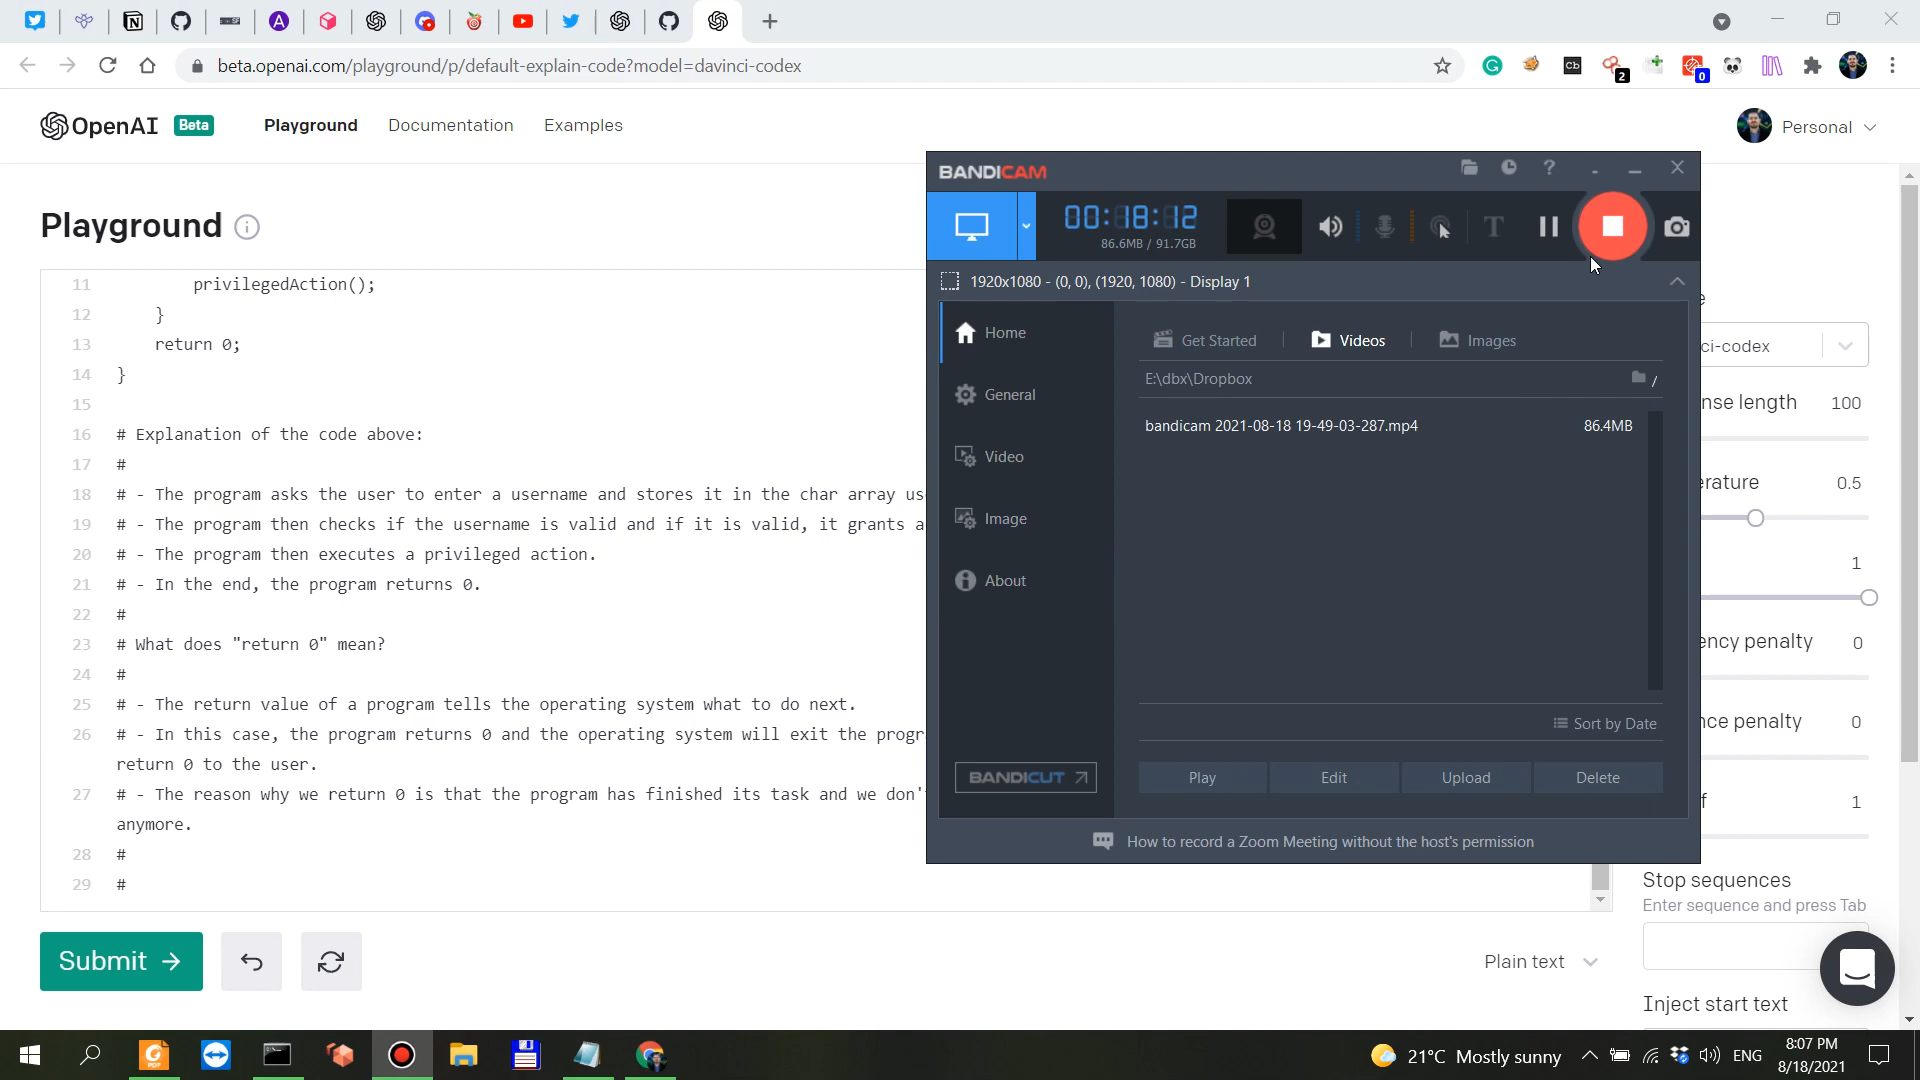 beta.openai.com/playground/p/default-explain-code?model=davinci-codex
2
0
OpenAI Beta Playground Documentation Examples Personal
Playground
11 privilegedAction();
12 }
13 return 0;
14 }
15
16 # Explanation of the code above:
17 #
18 # - The program asks the user to enter a username and stores it in the char array
19 # - The program then checks if the username is valid and if it is valid, it grants
20 # - The program then executes a privileged action.
21 # - In the end, the program returns 0.
22 #
23 # What does "return 0" mean?
24 #
25 # - The return value of a program tells the operating system what to do next.
26 # - In this case, the program returns 0 and the operating system will exit the
return 0 to the user.
27 # - The reason why we return 0 is that the program has finished its task and we
anymore.
28 #
29 #
Submit
Plain text
BANDICAM
00:18:12
86.6MB / 91.7GB
1920x1080 - (0, 0), (1920, 1080) - Display 1
Home
General
Video
Image
About
BANDICUT
Get Started Videos Images
E:\dbx\Dropbox
bandicam 2021-08-18 19-49-03-287.mp4 86.4MB
Sort by Date
Play Edit Upload Delete
How to record a Zoom Meeting without the host's permission
ci-codex
nse length 100
erature 0.5
1
ency penalty 0
nce penalty 0
f 1
Stop sequences
Enter sequence and press Tab
Inject start text
21°C Mostly sunny
ENG
8:07 PM
8/18/2021